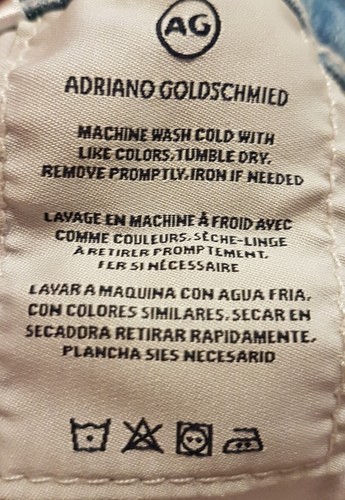 AG
ADRIANO GOLDSCHMIED
MACHINE WASH COLD WITH
LIKE COLORS, TUMBLE DRY,
REMOVE PROMPTLY, IRON IF NEEDED
LAVAGE EN MACHINE À FROID AVEC
COMME COULEURS, SÈCHE-LINGE
À RETIRER PROMPTEMENT,
FER SI NÉCESSAIRE
LAVAR A MAQUINA CON AGUA FRIA,
CON COLORES SIMILARES, SECAR EN
SECADORA RETIRAR RAPIDAMENTE,
PLANCHA SIES NECESARIO